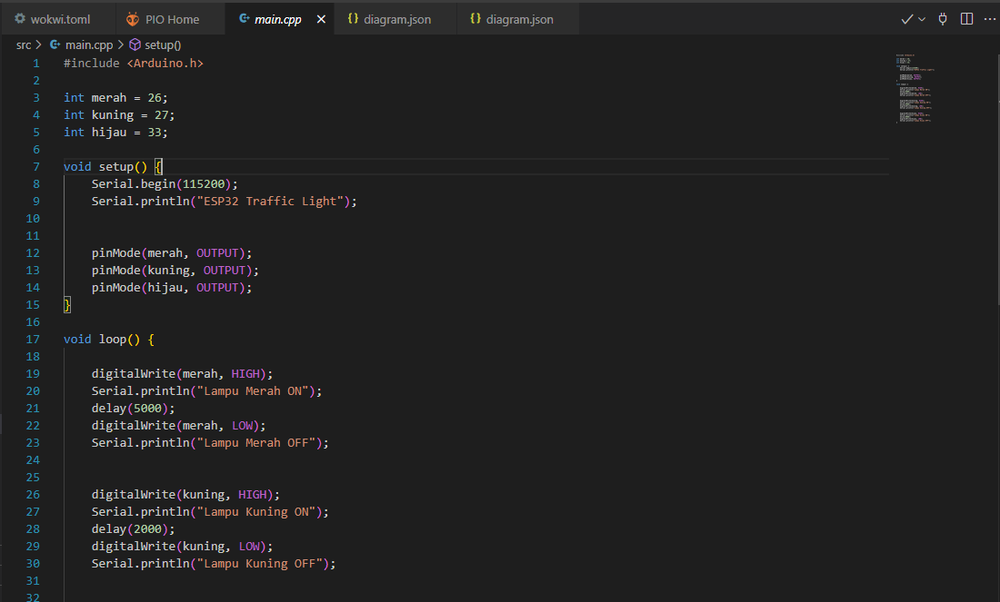 wokwi.toml PIO Home main.cpp diagram.json diagram.json
src > main.cpp > setup()
1 #include <Arduino.h>
2
3 int merah = 26;
4 int kuning = 27;
5 int hijau = 33;
6
7 void setup() {
8 Serial.begin(115200);
9 Serial.println("ESP32 Traffic Light");
10
11
12 pinMode(merah, OUTPUT);
13 pinMode(kuning, OUTPUT);
14 pinMode(hijau, OUTPUT);
15 }
16
17 void loop() {
18
19 digitalWrite(merah, HIGH);
20 Serial.println("Lampu Merah ON");
21 delay(5000);
22 digitalWrite(merah, LOW);
23 Serial.println("Lampu Merah OFF");
24
25
26 digitalWrite(kuning, HIGH);
27 Serial.println("Lampu Kuning ON");
28 delay(2000);
29 digitalWrite(kuning, LOW);
30 Serial.println("Lampu Kuning OFF");
31
32